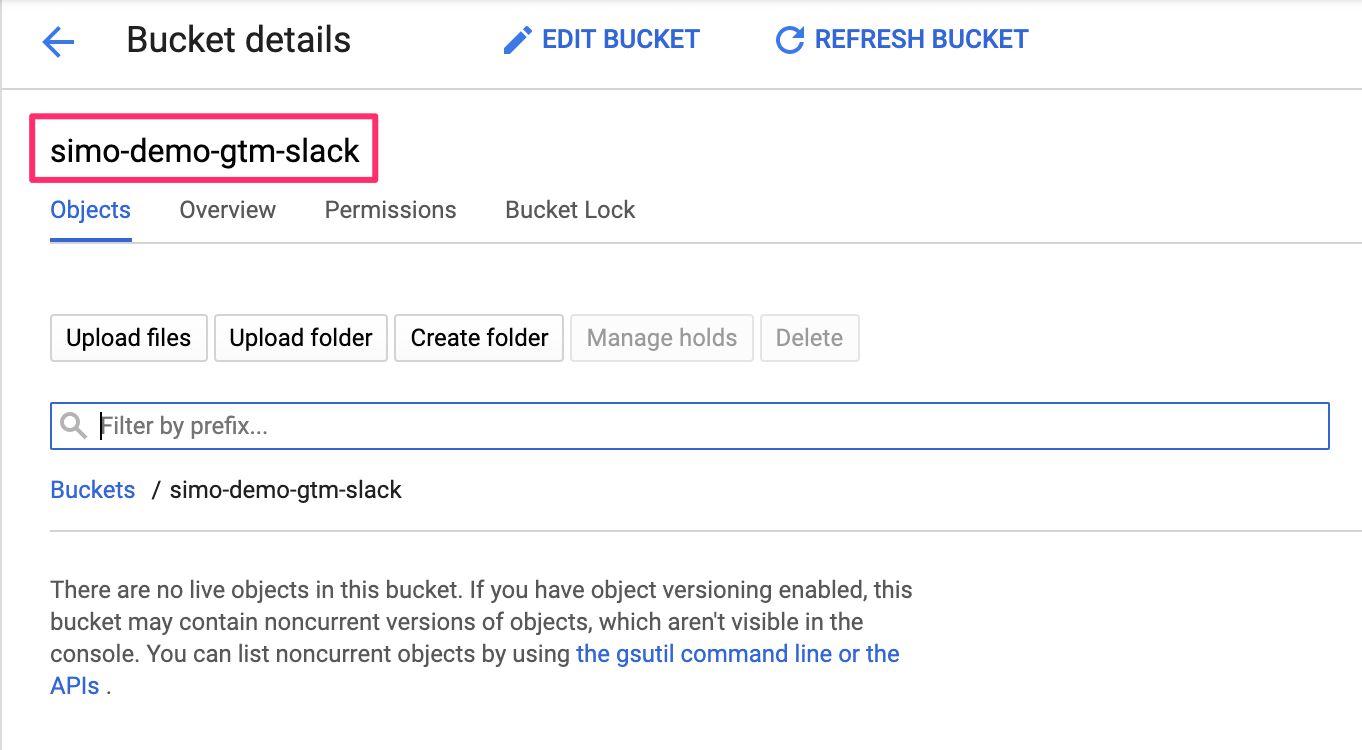 Bucket details
EDIT BUCKET
REFRESH BUCKET
simo-demo-gtm-slack
Objects Overview Permissions Bucket Lock
Upload files Upload folder Create folder Manage holds Delete
Filter by prefix...
Buckets / simo-demo-gtm-slack
There are no live objects in this bucket. If you have object versioning enabled, this
bucket may contain noncurrent versions of objects, which aren't visible in the
console. You can list noncurrent objects by using the gsutil command line or the
APIs .